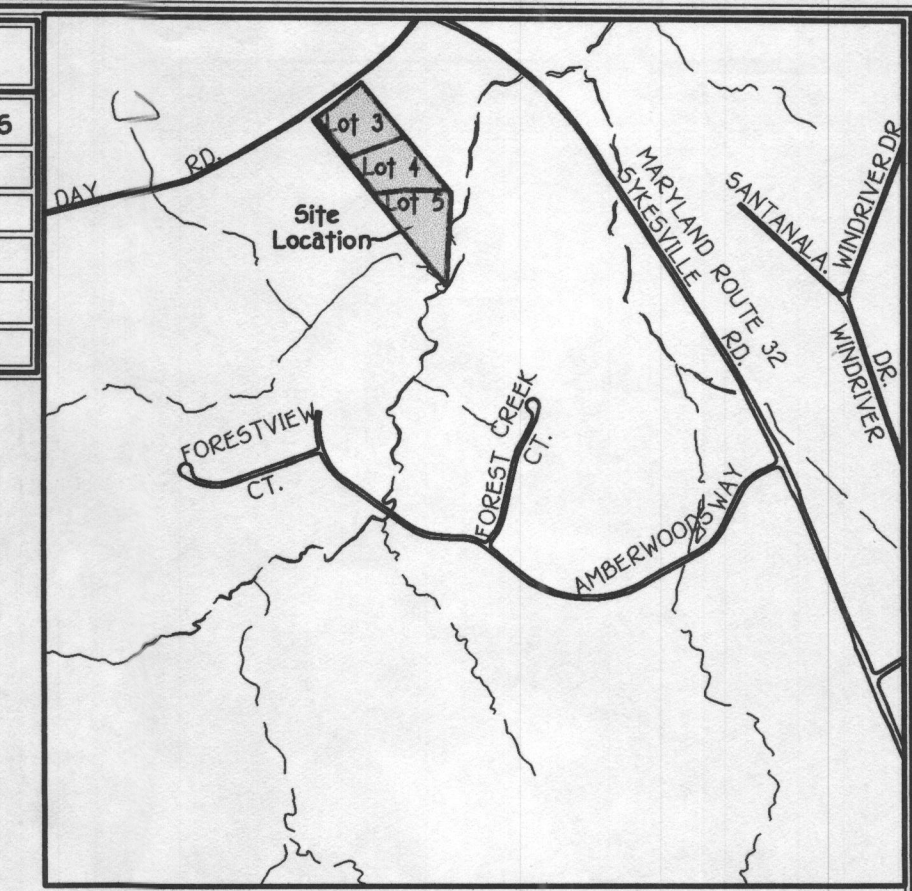 5
Lot 3
Lot 4
Lot 5
Site
Location
DAY RD.
MARYLAND ROUTE 32
SYKESVILLE RD.
SANTANA LA.
WINDRIVER DR
WINDRIVER DR.
FORESTVIEW
CT.
FOREST CREEK
CT.
AMBERWOODS WAY